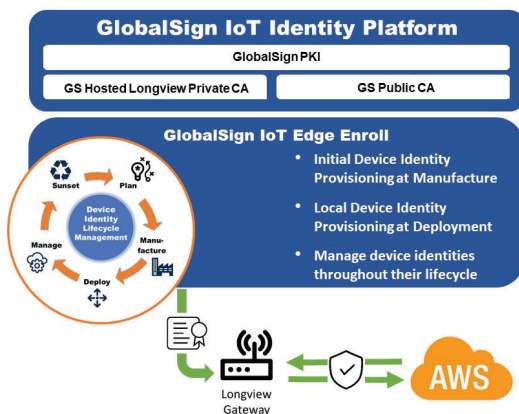 GlobalSign IoT Identity Platform
GlobalSign PKI
GS Hosted Longview Private CA
GS Public CA
GlobalSign IoT Edge Enroll
• Initial Device Identity
Provisioning at Manufacture
• Local Device Identity
Provisioning at Deployment
• Manage device identities
throughout their lifecycle
Sunset
Plan
Device
Identity
Lifecycle
Management
Manage
Manu-
facture
Deploy
Longview
Gateway
AWS